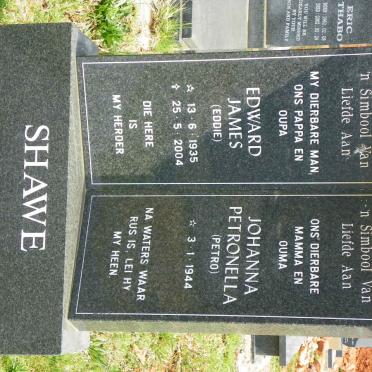 'n Simbool Van
Liefde Aan
MY DIERBARE MAN,
ONS PAPPA EN
OUPA
EDWARD
JAMES
(EDDIE)
☆ 13 · 6 · 1935
✞ 25 · 5 · 2004
DIE HERE
IS
MY HERDER
'n Simbool Van
Liefde Aan
ONS DIERBARE
MAMMA EN
OUMA
JOHANNA
PETRONELLA
(PETRO)
☆ 3 · 1 · 1944
NA WATERS WAAR
RUS IS, LEI HY
MY HEEN
SHAWE
ERIC
THABO